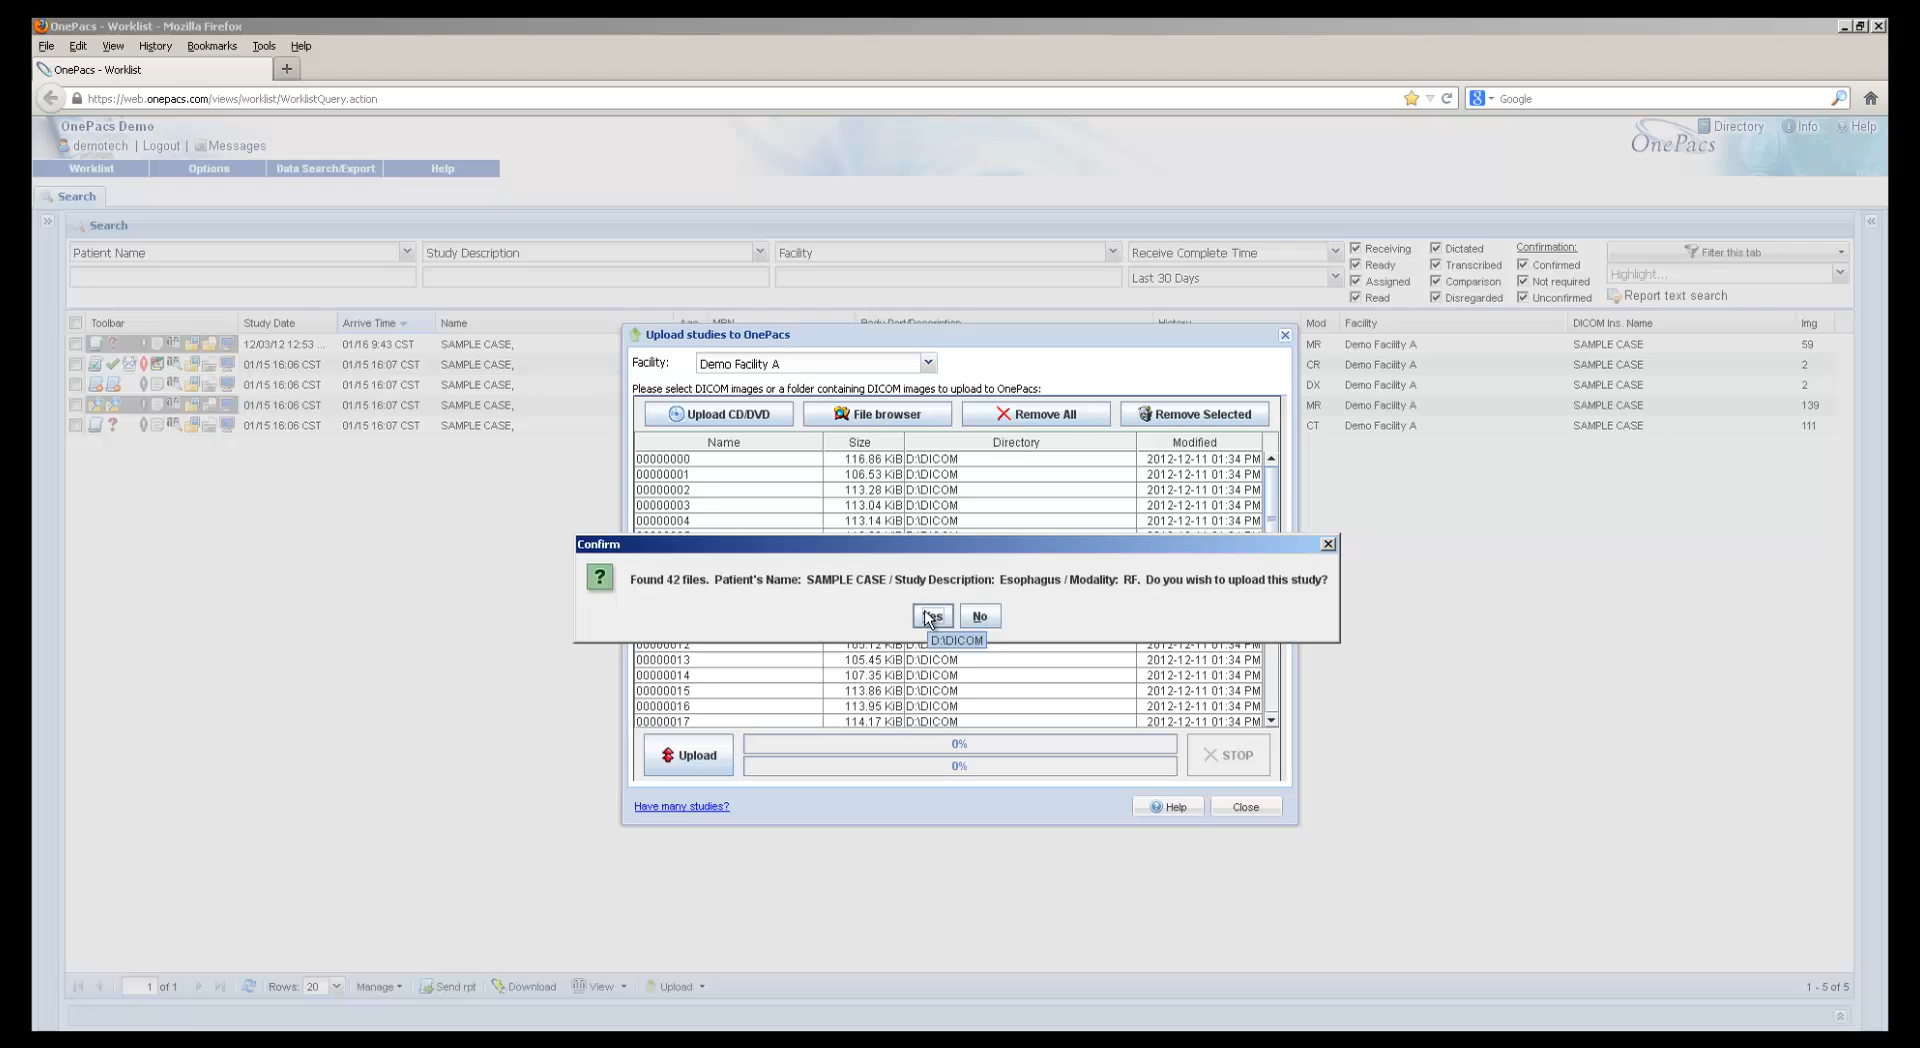 OnePacs - Worklist - Mozilla Firefox
File Edit View History Bookmarks Tools Help
OnePacs - Worklist +
https://web.onepacs.com/views/worklist/WorklistQuery.action Google
OnePacs Demo
demotech | Logout | Messages
Directory Info Help
OnePacs
Worklist Options Data Search/Export Help
Search
Search
Patient Name Study Description Facility Receive Complete Time
Last 30 Days
Receiving Dictated Confirmation:
Ready Transcribed Confirmed
Assigned Comparison Not required
Read Disregarded Unconfirmed
Filter this tab
Highlight...
Report text search
Toolbar Study Date Arrive Time Name Age MRN Body Part/Description History Mod Facility DICOM Ins. Name Img
12/03/12 12:53 ... 01/16 9:43 CST SAMPLE CASE, MR Demo Facility A SAMPLE CASE 59
01/15 16:06 CST 01/15 16:07 CST SAMPLE CASE, CR Demo Facility A SAMPLE CASE 2
01/15 16:06 CST 01/15 16:07 CST SAMPLE CASE, DX Demo Facility A SAMPLE CASE 2
01/15 16:06 CST 01/15 16:07 CST SAMPLE CASE, MR Demo Facility A SAMPLE CASE 139
01/15 16:06 CST 01/15 16:07 CST SAMPLE CASE, CT Demo Facility A SAMPLE CASE 111
Upload studies to OnePacs
Facility: Demo Facility A
Please select DICOM images or a folder containing DICOM images to upload to OnePacs:
Upload CD/DVD File browser Remove All Remove Selected
Name Size Directory Modified
00000000 116.86 KiB D:\DICOM 2012-12-11 01:34 PM
00000001 106.53 KiB D:\DICOM 2012-12-11 01:34 PM
00000002 113.28 KiB D:\DICOM 2012-12-11 01:34 PM
00000003 113.04 KiB D:\DICOM 2012-12-11 01:34 PM
00000004 113.14 KiB D:\DICOM 2012-12-11 01:34 PM
Confirm
Found 42 files. Patient's Name: SAMPLE CASE / Study Description: Esophagus / Modality: RF. Do you wish to upload this study?
Yes No
D:\DICOM
00000012 105.12 KiB D:\DICOM 2012-12-11 01:34 PM
00000013 105.45 KiB D:\DICOM 2012-12-11 01:34 PM
00000014 107.35 KiB D:\DICOM 2012-12-11 01:34 PM
00000015 113.86 KiB D:\DICOM 2012-12-11 01:34 PM
00000016 113.95 KiB D:\DICOM 2012-12-11 01:34 PM
00000017 114.17 KiB D:\DICOM 2012-12-11 01:34 PM
Upload 0% STOP
0%
Have many studies? Help Close
1 of 1 Rows: 20 Manage Send rpt Download View Upload 1 - 5 of 5